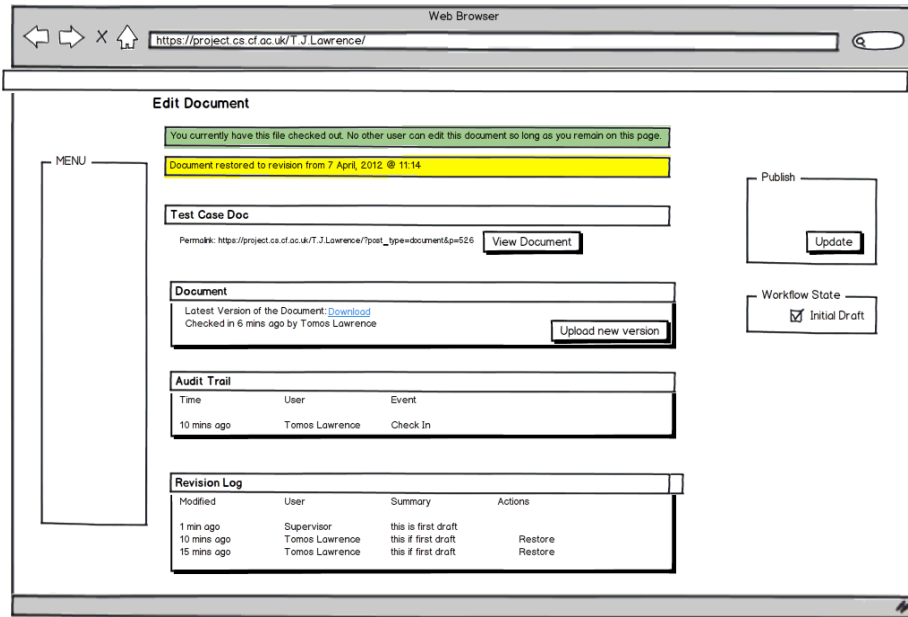 Web Browser
https://project.cs.cf.ac.uk/T.J.Lawrence/
Edit Document
You currently have this file checked out. No other user can edit this document so long as you remain on this page.
MENU
Document restored to revision from 7 April, 2012 @ 11:14
Publish
Update
Test Case Doc
Permalink: https://project.cs.cf.ac.uk/T.J.Lawrence/?post_type=document&p=526
View Document
Workflow State
Initial Draft
Document
Latest Version of the Document: Download
Checked in 6 mins ago by Tomos Lawrence
Upload new version
Audit Trail
Time User Event
10 mins ago Tomos Lawrence Check In
Revision Log
Modified User Summary Actions
1 min ago Supervisor this is first draft
10 mins ago Tomos Lawrence this if first draft Restore
15 mins ago Tomos Lawrence this if first draft Restore